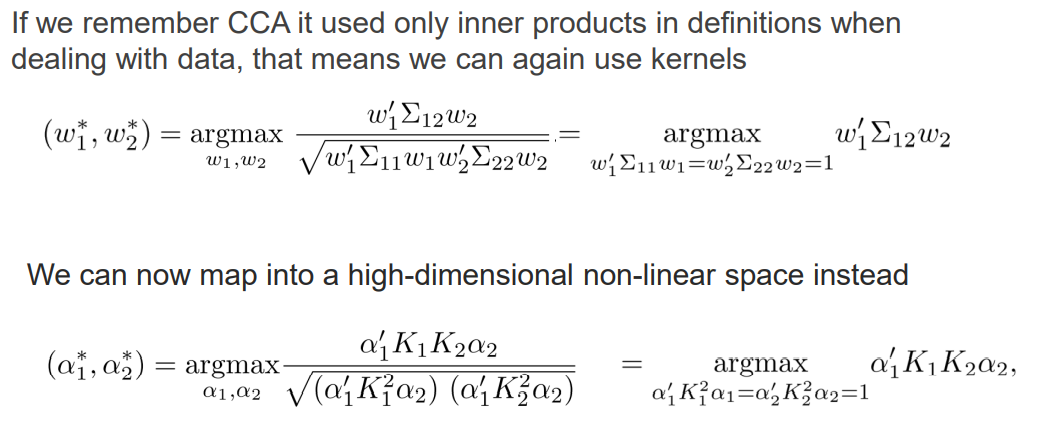 If we remember CCA it used only inner products in definitions when
dealing with data, that means we can again use kernels
(w₁*, w₂*) = argmax_{w₁,w₂} w₁′Σ₁₂w₂ / √(w₁′Σ₁₁w₁w₂′Σ₂₂w₂) = argmax_{w₁′Σ₁₁w₁=w₂′Σ₂₂w₂=1} w₁′Σ₁₂w₂
We can now map into a high-dimensional non-linear space instead
(α₁*, α₂*) = argmax_{α₁,α₂} α₁′K₁K₂α₂ / √((α₁′K₁²α₂) (α₁′K₂²α₂)) = argmax_{α₁′K₁²α₁=α₂′K₂²α₂=1} α₁′K₁K₂α₂,